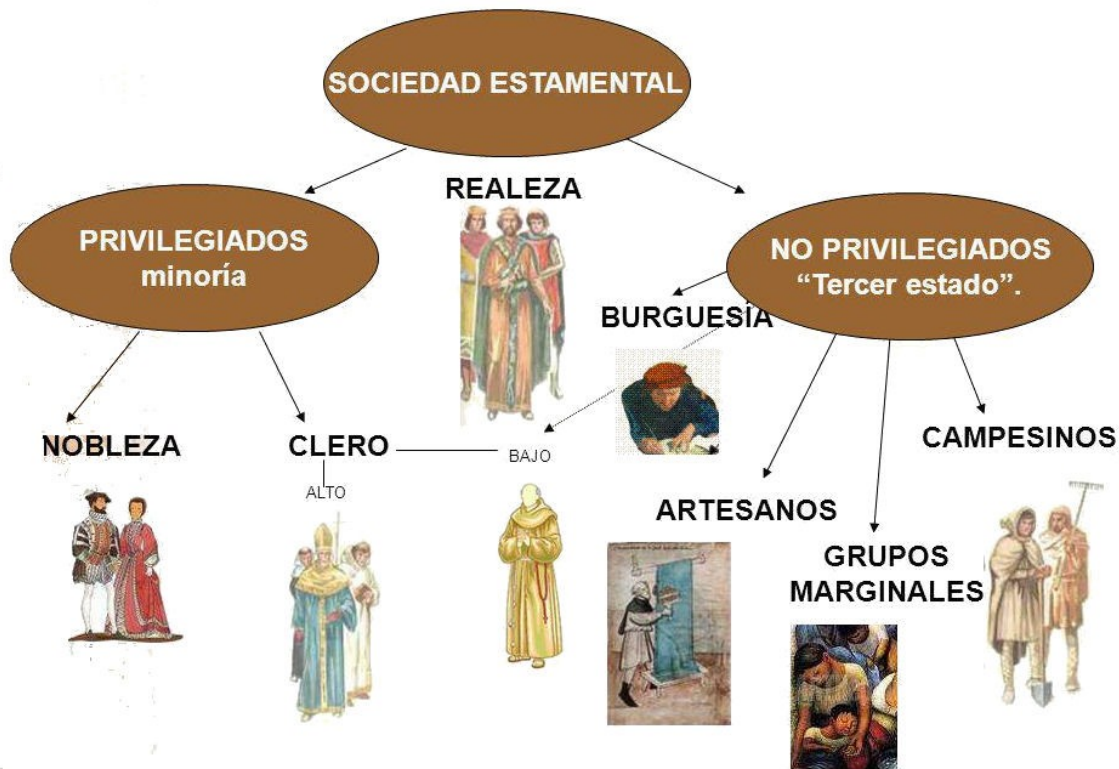 SOCIEDAD ESTAMENTAL
REALEZA
PRIVILEGIADOS
minoría
NO PRIVILEGIADOS
“Tercer estado”.
BURGUESÍA
NOBLEZA
CLERO
BAJO
ALTO
CAMPESINOS
ARTESANOS
GRUPOS
MARGINALES